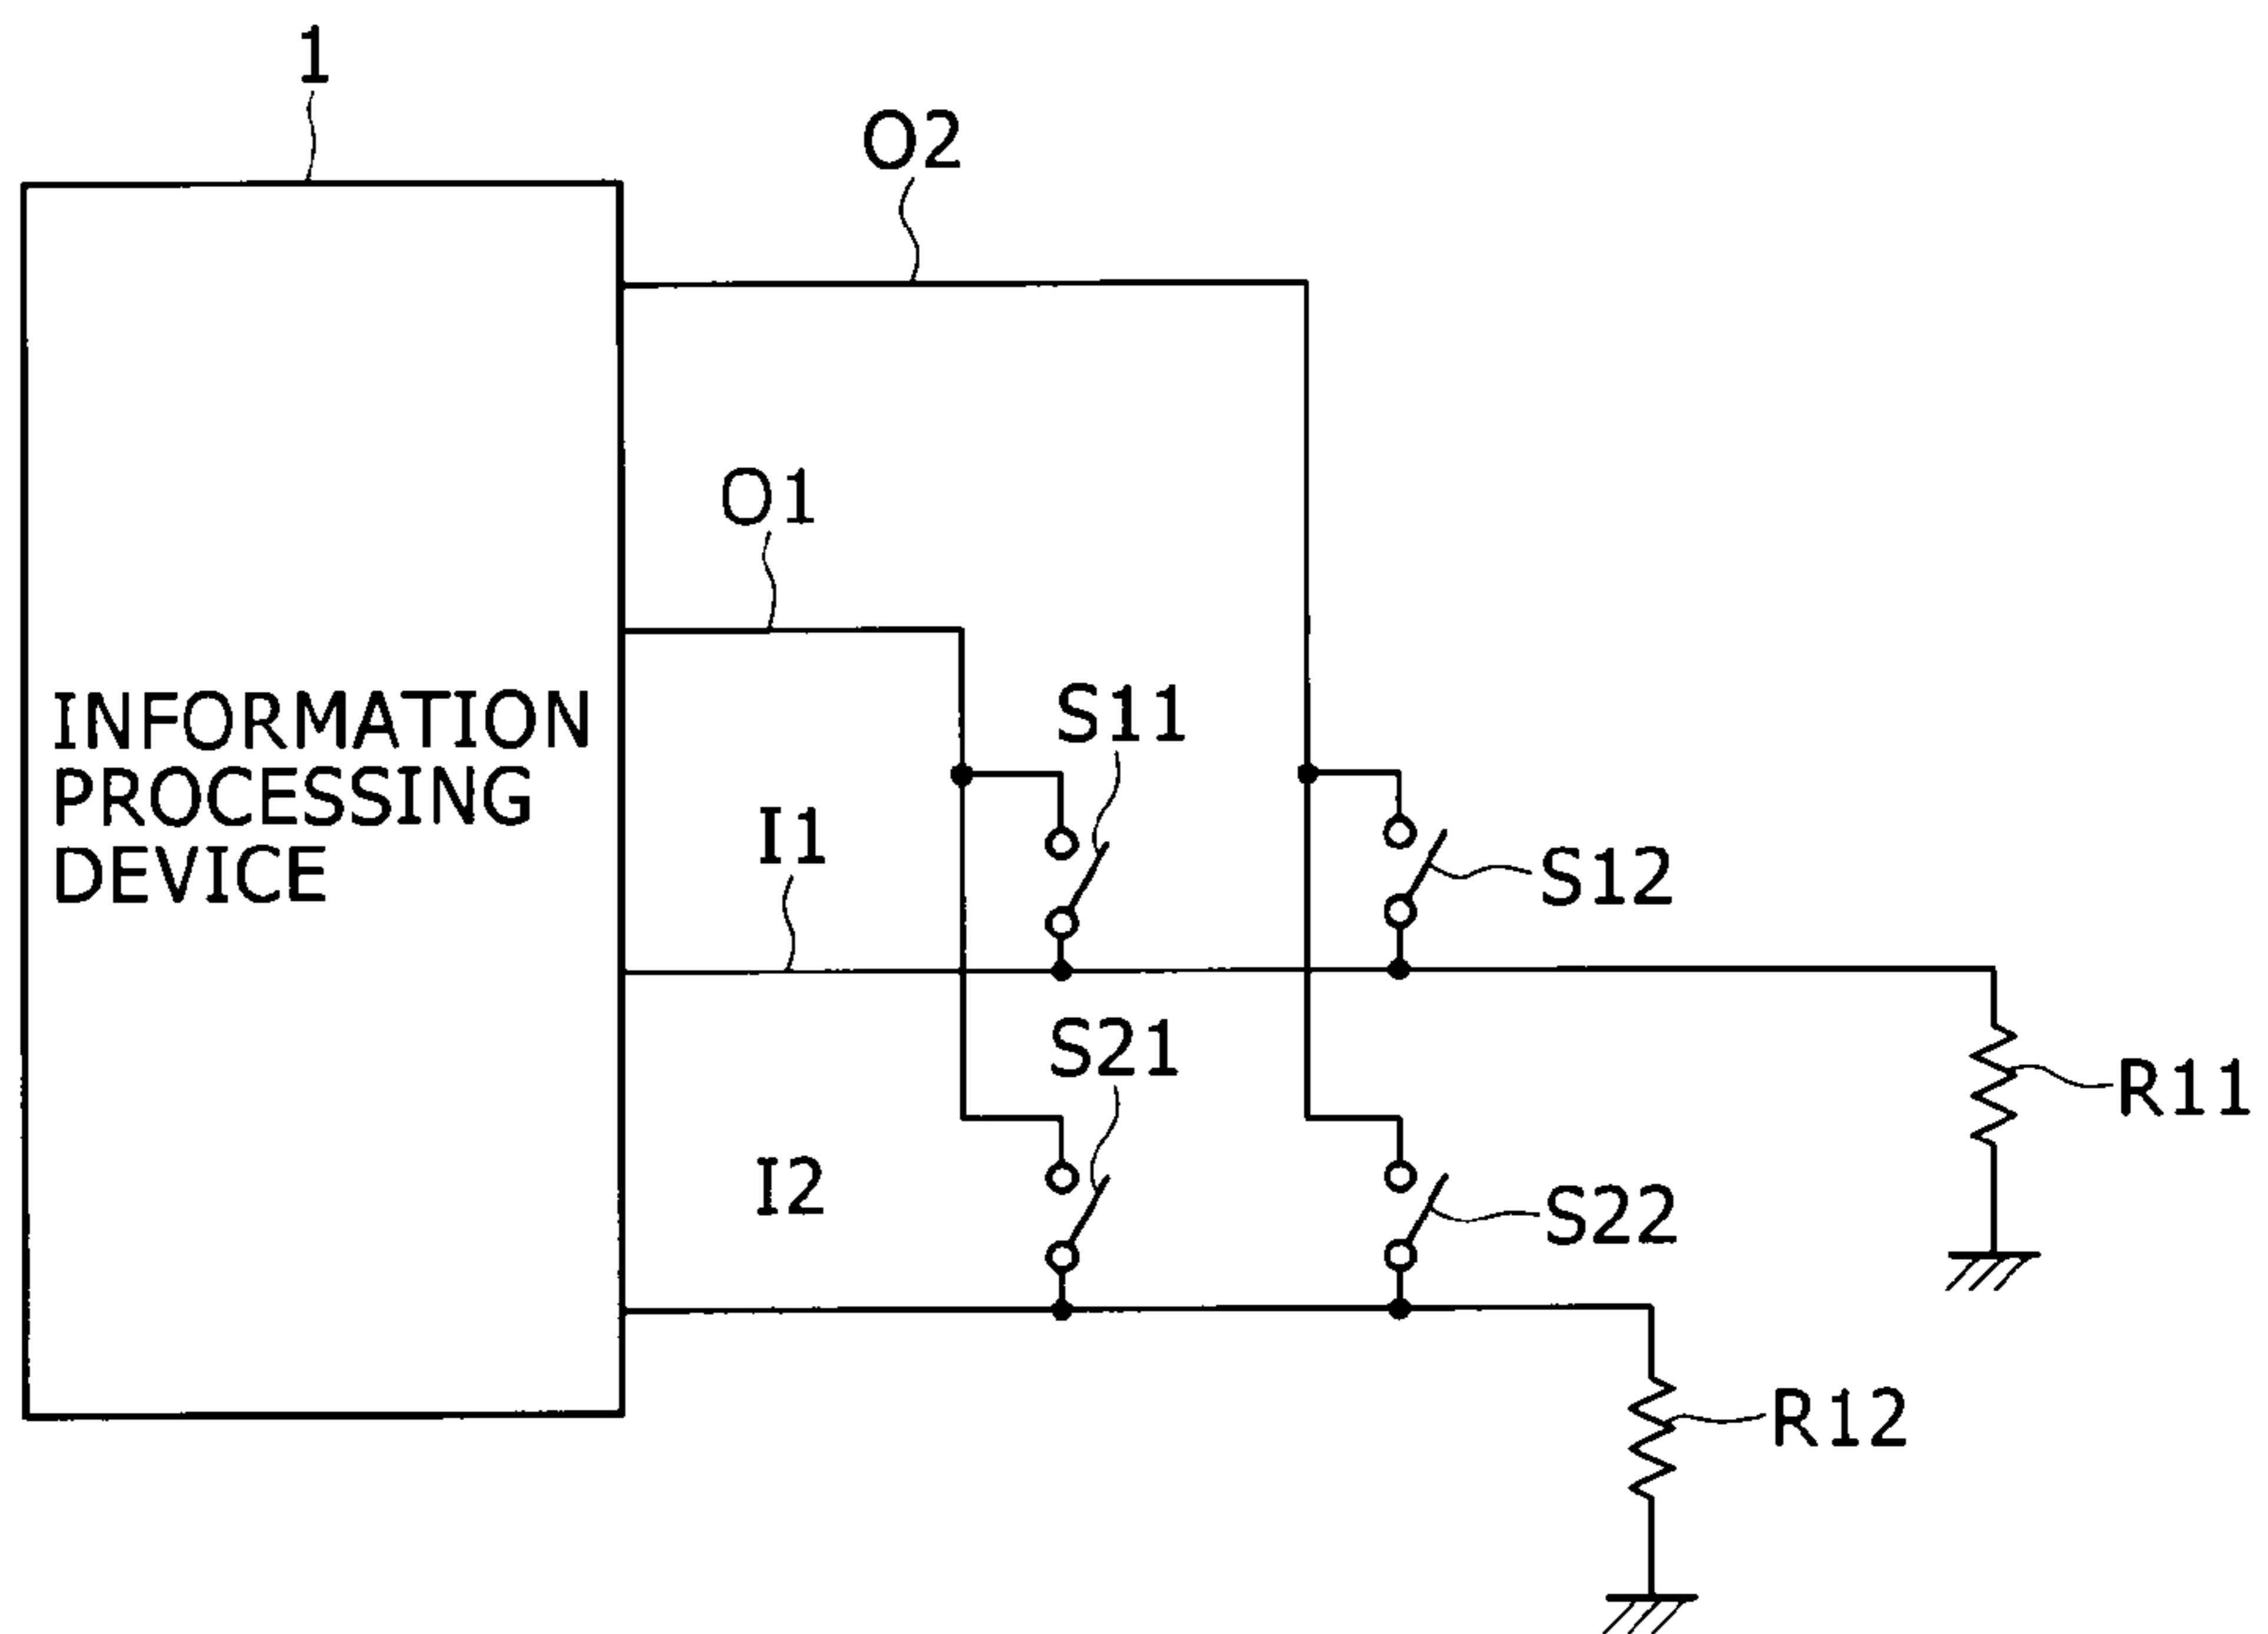 1
O2
O1
INFORMATION
PROCESSING
DEVICE
S11
I1
S12
S21
R11
I2
S22
R12